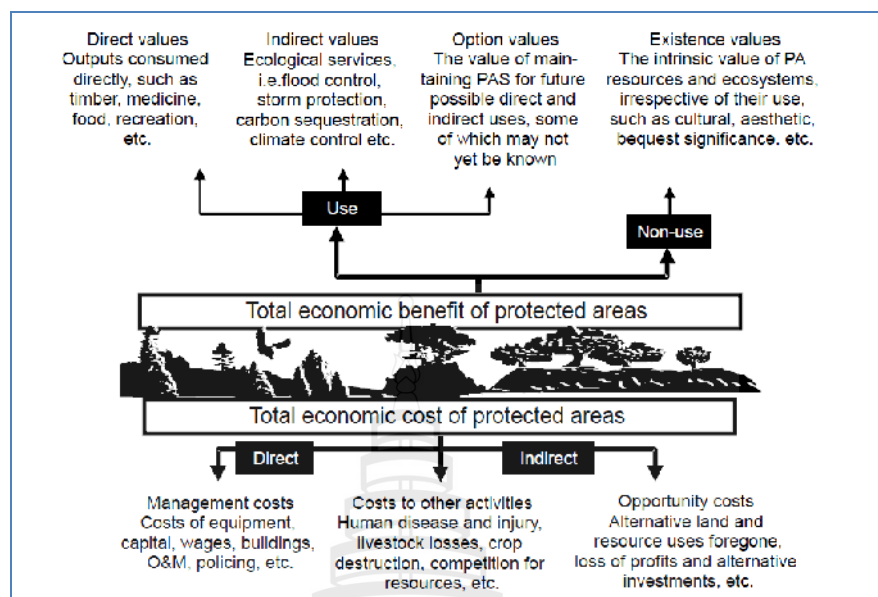 Direct values
Outputs consumed
directly, such as
timber, medicine,
food, recreation,
etc.
Indirect values
Ecological services,
i.e.flood control,
storm protection,
carbon sequestration,
climate control etc.
Option values
The value of main-
taining PAS for future
possible direct and
indirect uses, some
of which may not
yet be known
Existence values
The intrinsic value of PA
resources and ecosystems,
irrespective of their use,
such as cultural, aesthetic,
bequest significance. etc.
Use
Non-use
Total economic benefit of protected areas
Total economic cost of protected areas
Direct
Indirect
Management costs
Costs of equipment,
capital, wages, buildings,
O&M, policing, etc.
Costs to other activities
Human disease and injury,
livestock losses, crop
destruction, competition for
resources, etc.
Opportunity costs
Alternative land and
resource uses foregone,
loss of profits and alternative
investments, etc.